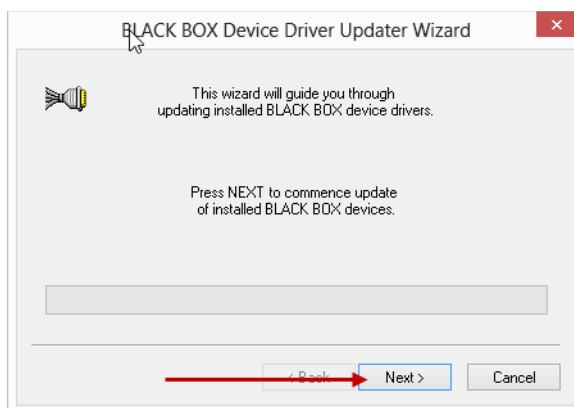 BLACK BOX Device Driver Updater Wizard
This wizard will guide you through
updating installed BLACK BOX device drivers.
Press NEXT to commence update
of installed BLACK BOX devices.
< Back
Next >
Cancel